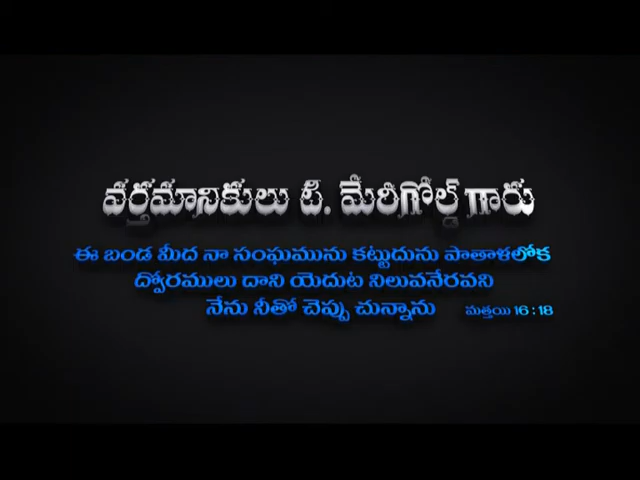 వర్తమానికులు టి. మేరిగోల్డ్ గారు
ఈ బండ మీద నా సంఘమును కట్టుదును పాతాళలోక
ద్వోరములు దాని యెదుట నిలువనేరవని
నేను నీతో చెప్పు చున్నాను మత్తయి 16 : 18